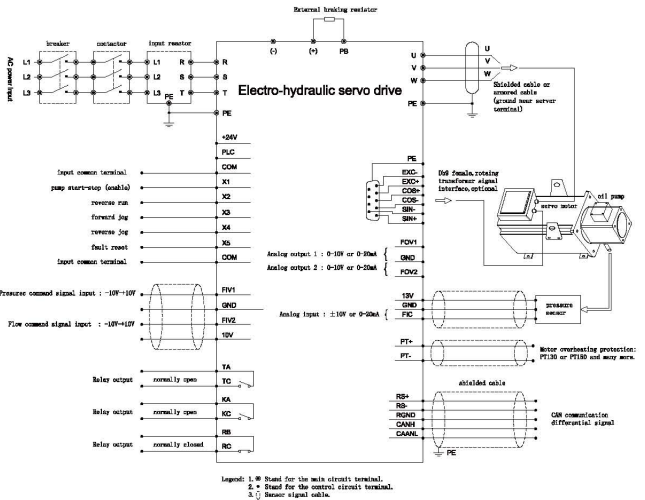 External braking resistor
(-) (+) PB
AC power input
breaker contactor input reactor
L1 L1 R R
L2 L2 S S
L3 L3 T T
PE
PE
Electro-hydraulic servo drive
U
V
W
PE
U
V
W
Shielded cable or
armored cable
(ground near server
terminal)
+24V
PLC
input common terminal COM
pump start-stop (enable) X1
reverse run X2
forward jog X3
reverse jog X4
fault reset X5
input common terminal COM
PE
EXC-
EXC+
COS+
COS-
SIN-
SIN+
Db9 female, rotaing
transformer signal
interface, optional
servo motor
oil pump
FOV1
Analog output 1 : 0-10V or 0-20mA
GND
Analog output 2 : 0-10V or 0-20mA
FOV2
Presures command signal input : -10V-+10V FIV1
GND
Flow command signal input : -10V-+10V FIV2
10V
13V
GND
Analog input : ±10V or 0-20mA FIC
pressure
sensor
PT+
PT-
Motor overheating protection:
PT130 or PT150 and many more.
TA
Relay output normally open TC
KA
Relay output normally open KC
RB
Relay output normally closed RC
shielded cable
RS+
RS-
RGND
CANH
CAANL
PE
CAN communication
differential signal
Legend: 1. ⊗ Stand for the main circuit terminal.
2. • Stand for the control circuit terminal.
3. Sensor signal cable.